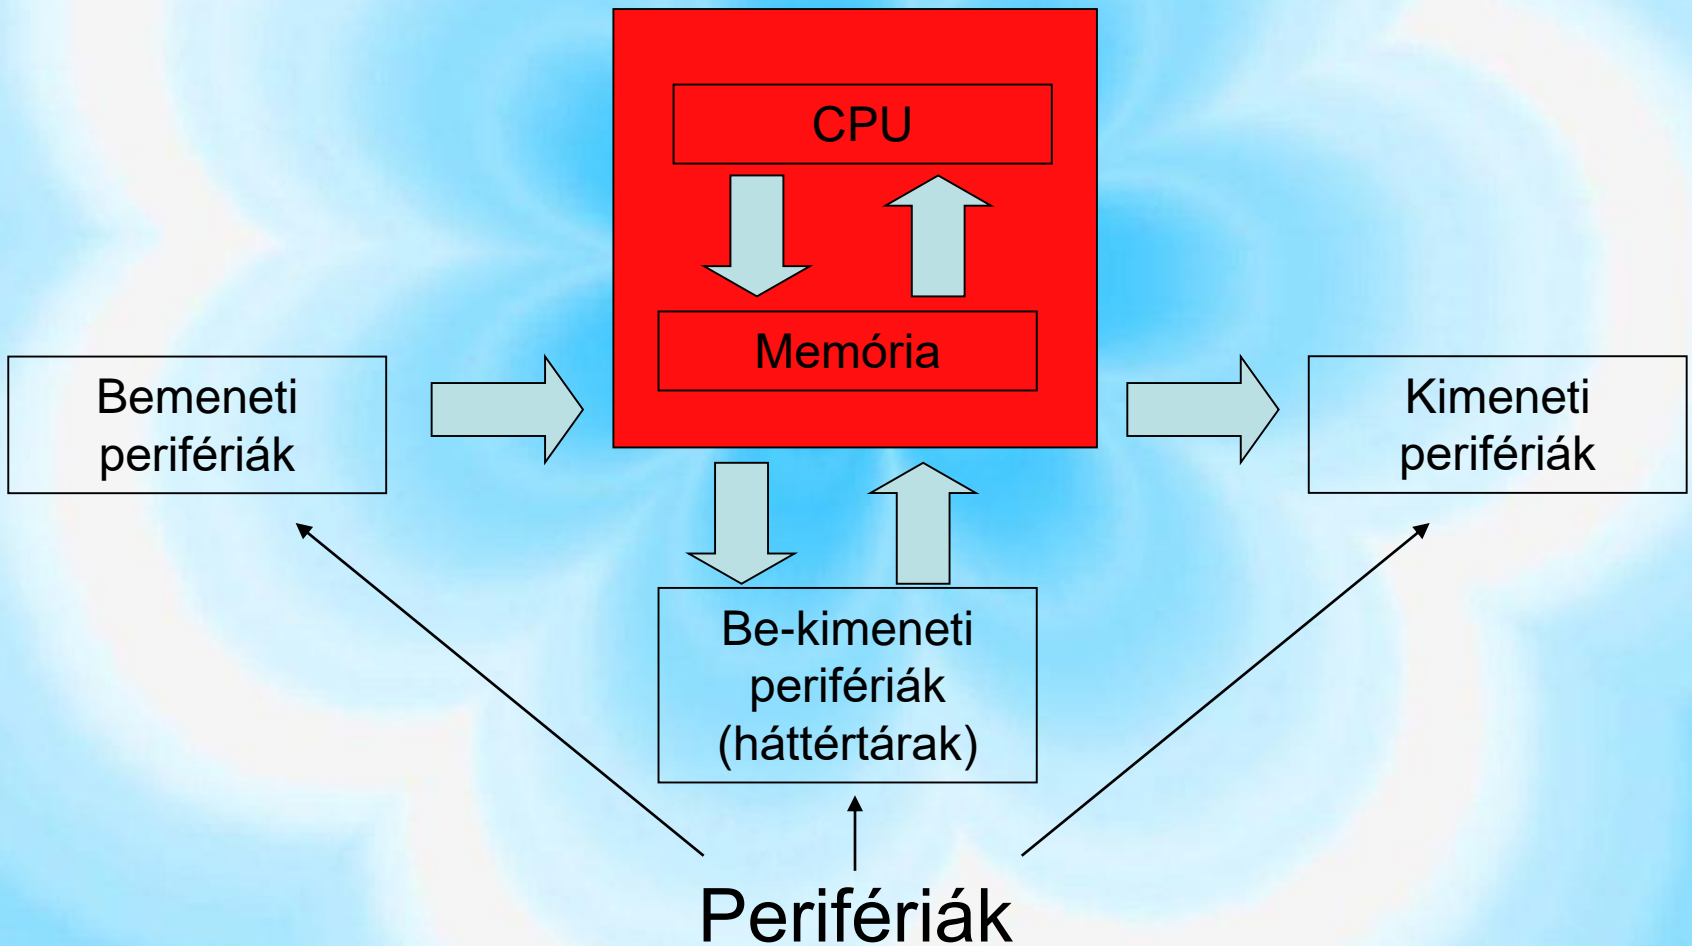 CPU
Memória
Bemeneti
perifériák
Kimeneti
perifériák
Be-kimeneti
perifériák
(háttértárak)
Perifériák